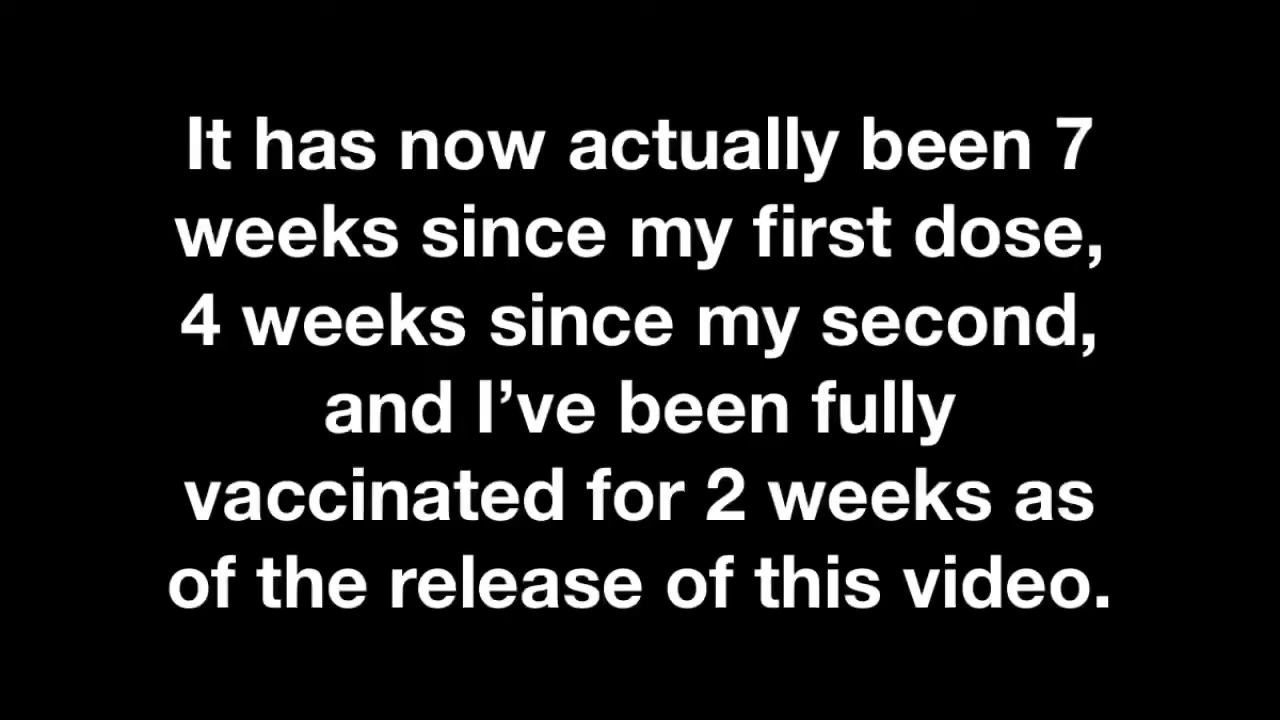 It has now actually been 7
weeks since my first dose,
4 weeks since my second,
and I’ve been fully
vaccinated for 2 weeks as
of the release of this video.